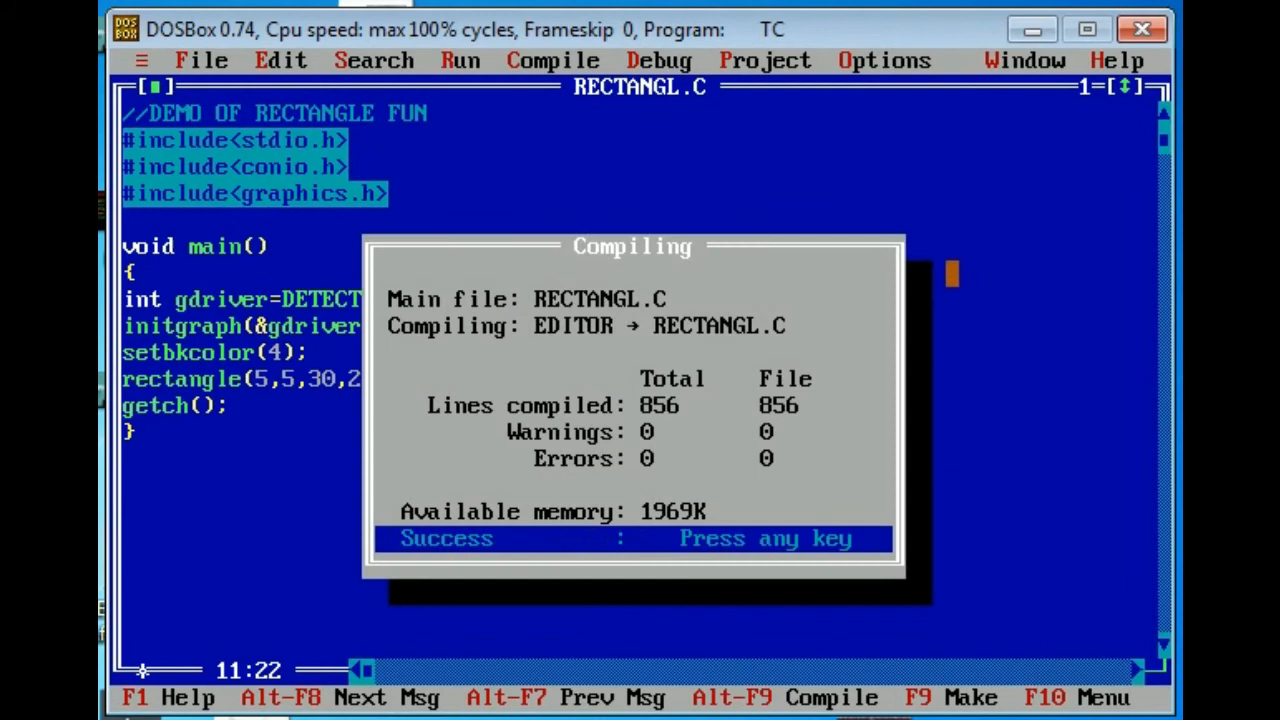 DOSBox 0.74, Cpu speed: max 100% cycles, Frameskip 0, Program: TC
≡ File Edit Search Run Compile Debug Project Options Window Help
[■] RECTANGL.C 1=[↕]
//DEMO OF RECTANGLE FUN
#include<stdio.h>
#include<conio.h>
#include<graphics.h>
void main()
{
int gdriver=DETECT
initgraph(&gdriver
setbkcolor(4);
rectangle(5,5,30,2
getch();
}
Compiling
Main file: RECTANGL.C
Compiling: EDITOR → RECTANGL.C
Total File
Lines compiled: 856 856
Warnings: 0 0
Errors: 0 0
Available memory: 1969K
Success : Press any key
11:22
F1 Help Alt-F8 Next Msg Alt-F7 Prev Msg Alt-F9 Compile F9 Make F10 Menu